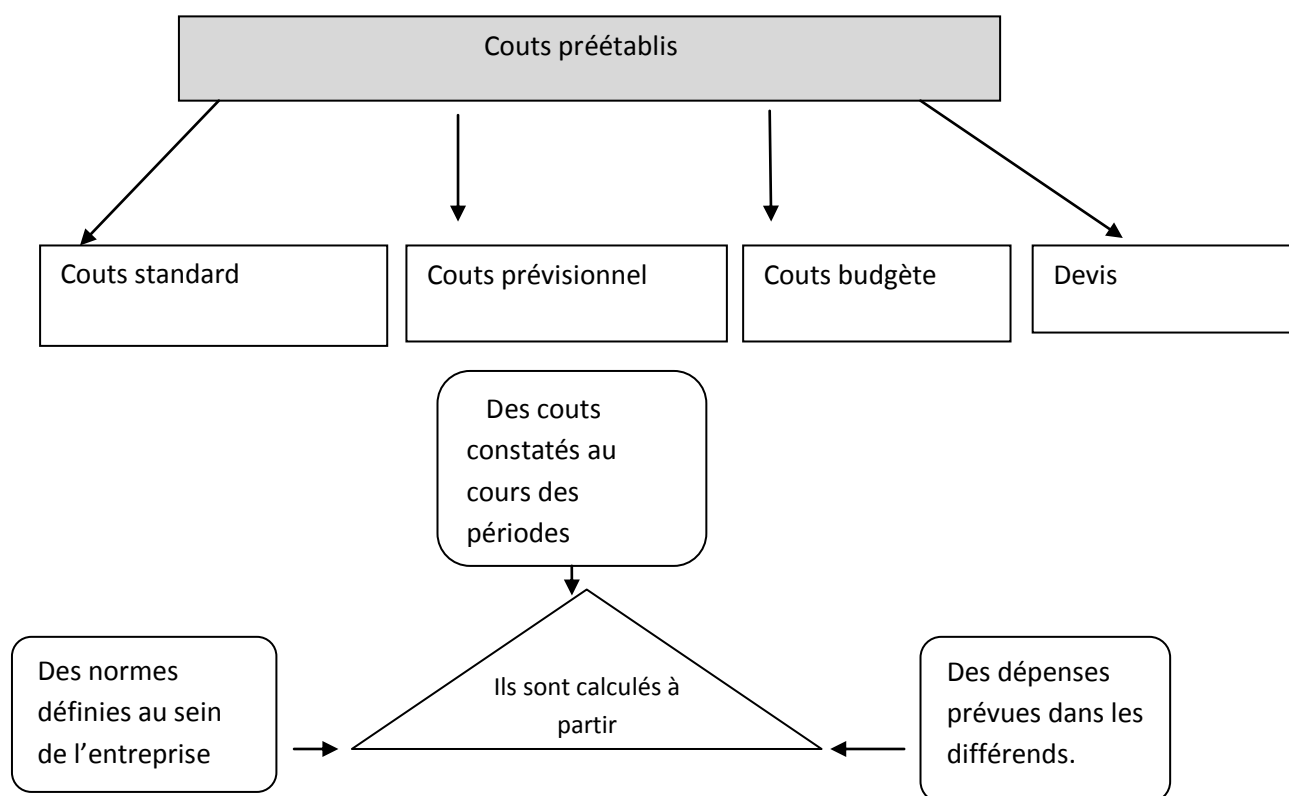 Couts préétablis
Couts standard
Couts prévisionnel
Couts budgète
Devis
Des couts
constatés au
cours des
périodes
Des normes
définies au sein
de l’entreprise
Ils sont calculés à
partir
Des dépenses
prévues dans les
différends.